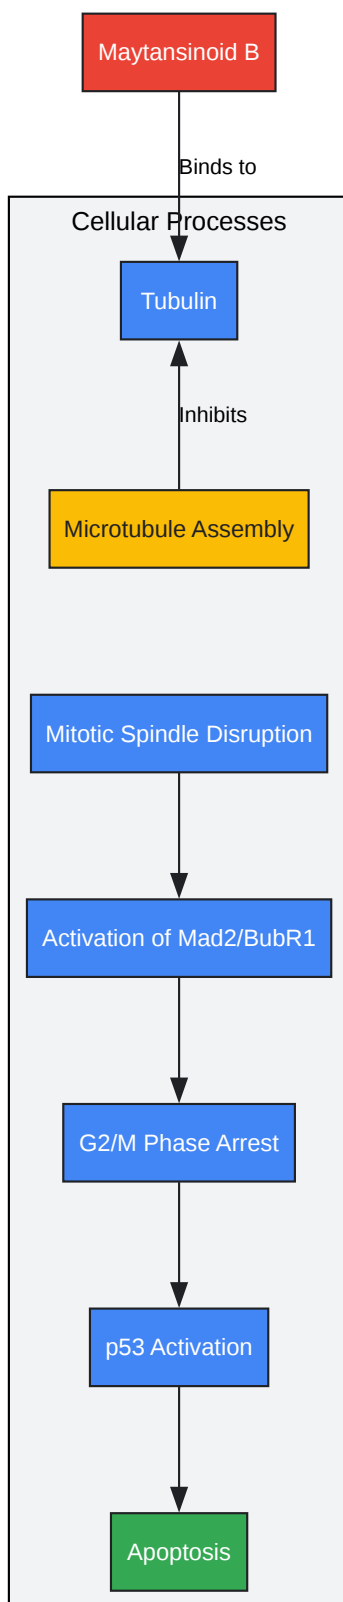 Maytansinoid B
Binds to
Cellular Processes
Tubulin
Inhibits
Microtubule Assembly
Mitotic Spindle Disruption
Activation of Mad2/BubR1
G2/M Phase Arrest
p53 Activation
Apoptosis